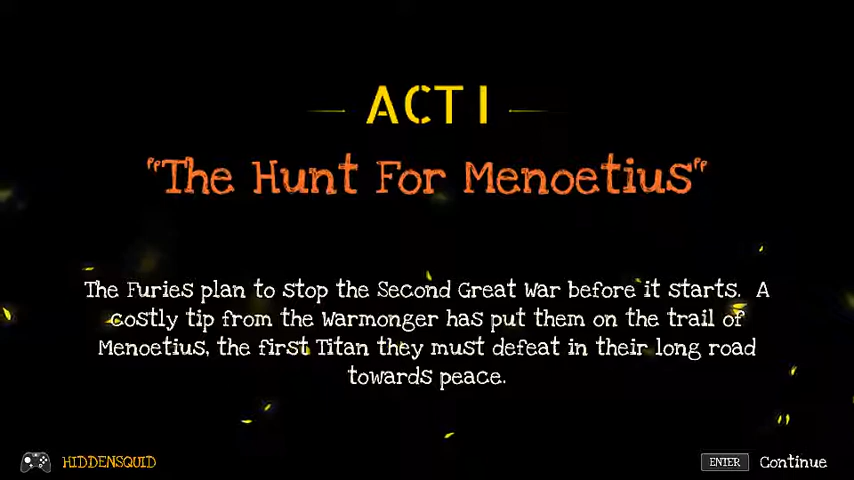 ACT I
"The Hunt For Menoetius"
The Furies plan to stop the Second Great War before it starts. A
costly tip from the Warmonger has put them on the trail of
Menoetius, the first Titan they must defeat in their long road
towards peace.
HIDDENSQUID
ENTER Continue